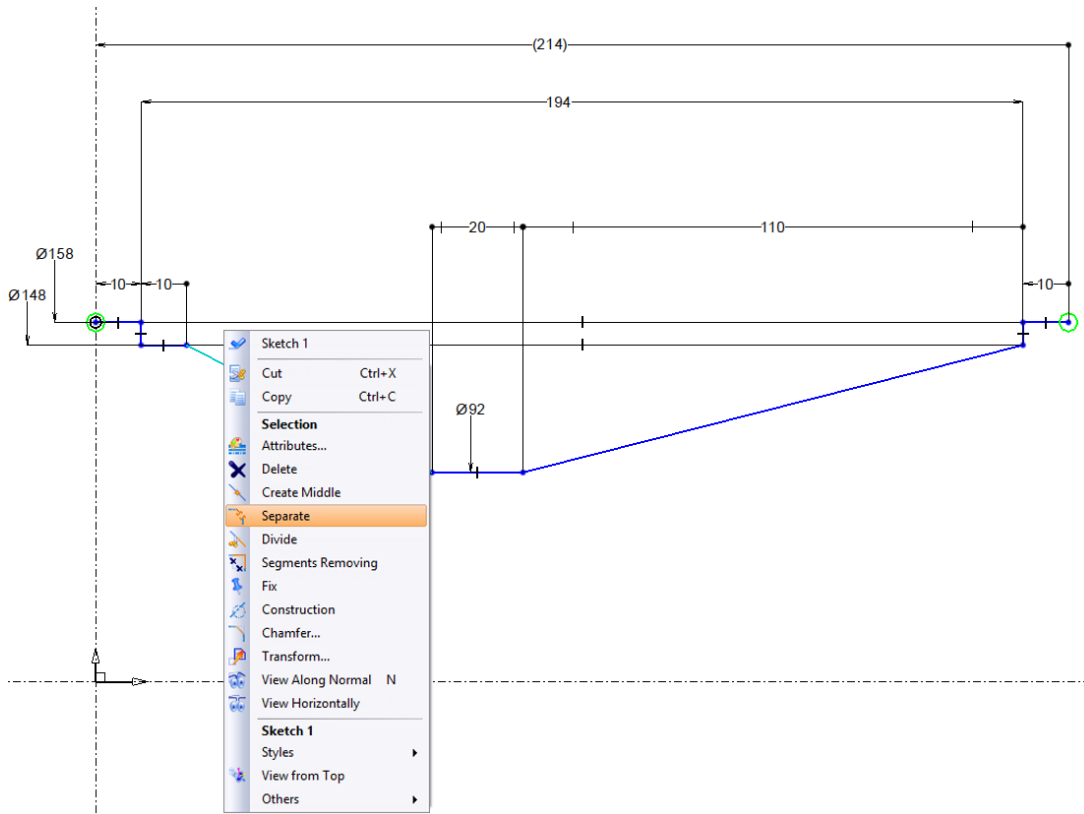 (214)
194
20
110
Ø158
10
10
10
Ø148
Sketch 1
Cut Ctrl+X
Copy Ctrl+C
Selection
Attributes...
Ø92
Delete
Create Middle
Separate
Divide
Segments Removing
Fix
Construction
Chamfer...
Transform...
View Along Normal N
View Horizontally
Sketch 1
Styles
View from Top
Others